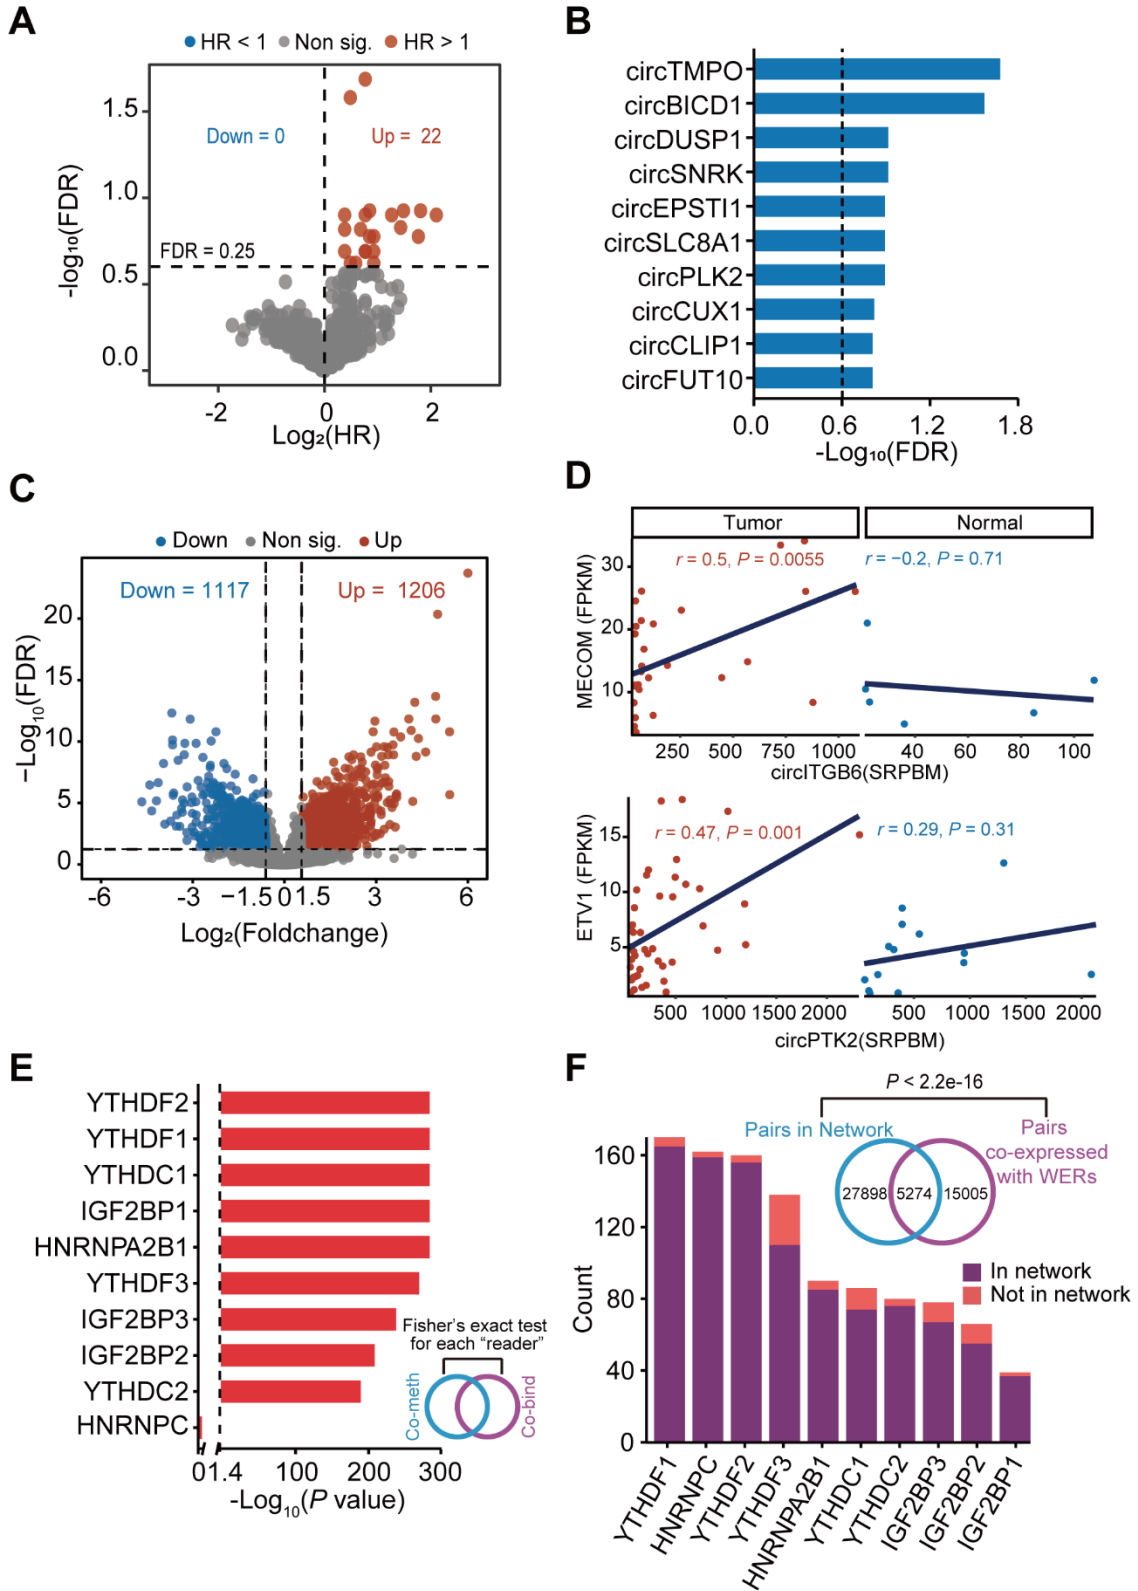 A
HR < 1 Non sig. HR > 1
1.5
1.0
0.5
0.0
-log₁₀(FDR)
Down = 0
Up = 22
FDR = 0.25
-2 0 2
Log₂(HR)
B
circTMPO
circBICD1
circDUSP1
circSNRK
circEPSTI1
circSLC8A1
circPLK2
circCUX1
circCLIP1
circFUT10
0.0 0.6 1.2 1.8
-Log₁₀(FDR)
C
Down Non sig. Up
Down = 1117
Up = 1206
20
15
10
5
0
−Log₁₀(FDR)
-6 -3 −1.5 0 1.5 3 6
Log₂(Foldchange)
D
Tumor Normal
r = 0.5, P = 0.0055
r = −0.2, P = 0.71
MECOM (FPKM)
30
20
10
250 500 750 1000 40 60 80 100
circITGB6(SRPBM)
r = 0.47, P = 0.001
r = 0.29, P = 0.31
ETV1 (FPKM)
15
10
5
500 1000 1500 2000 500 1000 1500 2000
circPTK2(SRPBM)
E
YTHDF2
YTHDF1
YTHDC1
IGF2BP1
HNRNPA2B1
YTHDF3
IGF2BP3
IGF2BP2
YTHDC2
HNRNPC
0 1.4 100 200 300
-Log₁₀(P value)
Fisher's exact test
for each “reader”
Co-meth
Co-bind
F
P < 2.2e-16
Pairs in Network
Pairs
co-expressed
with WERs
27898 5274 15005
In network
Not in network
Count
160
120
80
40
0
YTHDF1
HNRNPC
YTHDF2
YTHDF3
HNRNPA2B1
YTHDC1
YTHDC2
IGF2BP3
IGF2BP2
IGF2BP1